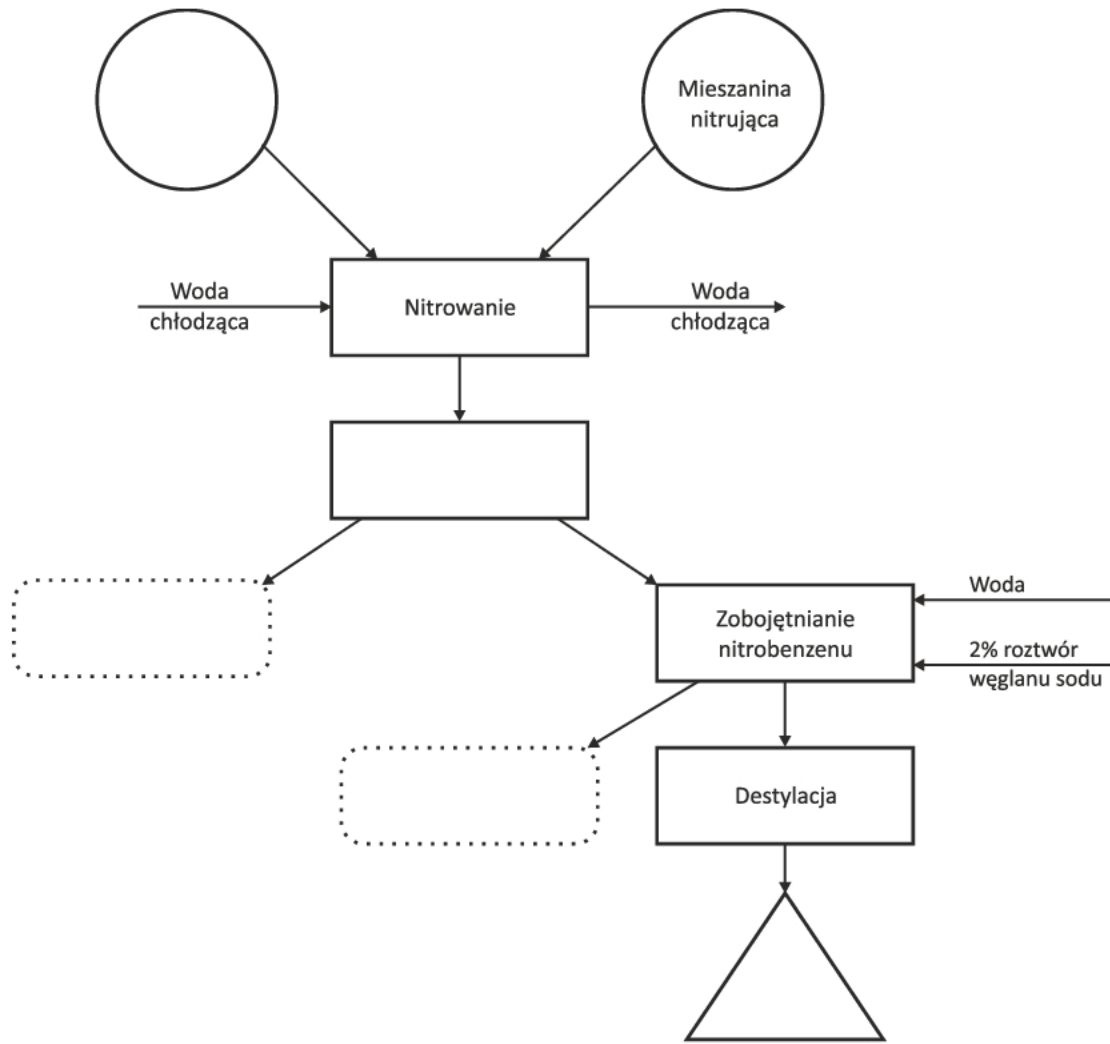 Mieszanina
nitrująca
Woda
chłodząca
Nitrowanie
Woda
chłodząca
Zobojętnianie
nitrobenzenu
Woda
2% roztwór
węglanu sodu
Destylacja